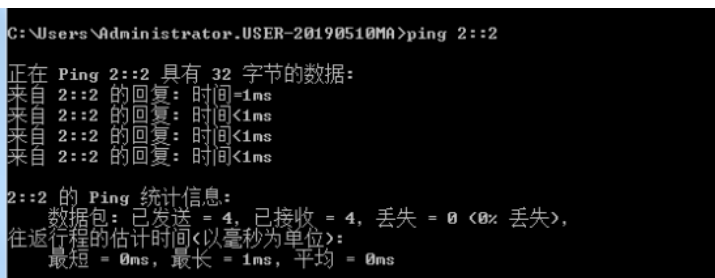 C:\Users\Administrator.USER-20190510MA>ping 2::2
正在 Ping 2::2 具有 32 字节的数据:
来自 2::2 的回复: 时间=1ms
来自 2::2 的回复: 时间<1ms
来自 2::2 的回复: 时间<1ms
来自 2::2 的回复: 时间<1ms
2::2 的 Ping 统计信息:
数据包: 已发送 = 4, 已接收 = 4, 丢失 = 0 (0% 丢失),
往返行程的估计时间(以毫秒为单位):
最短 = 0ms, 最长 = 1ms, 平均 = 0ms